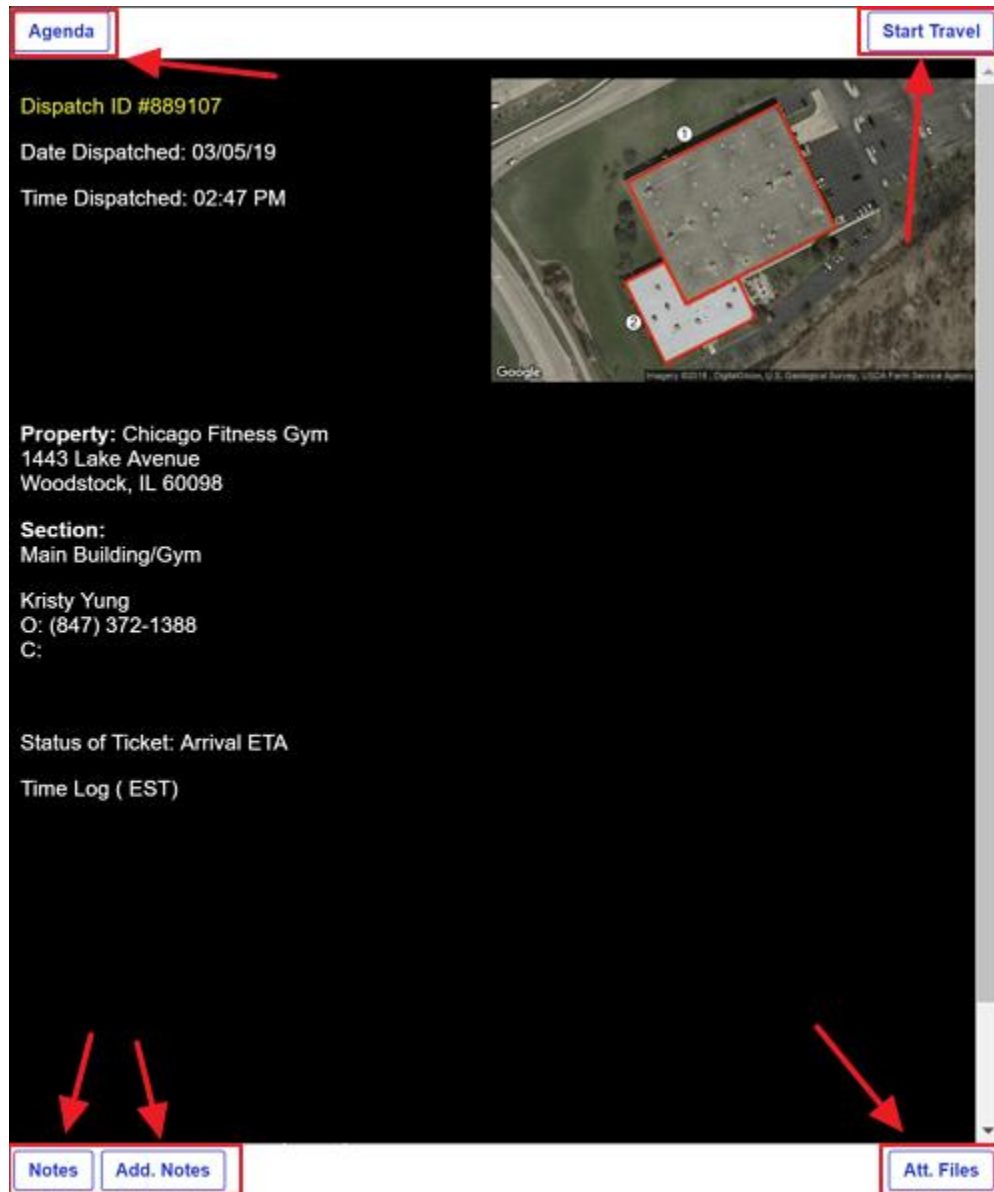 Agenda
Start Travel
Dispatch ID #889107
Date Dispatched: 03/05/19
Time Dispatched: 02:47 PM
1
2
Google
Property: Chicago Fitness Gym
1443 Lake Avenue
Woodstock, IL 60098
Section:
Main Building/Gym
Kristy Yung
O: (847) 372-1388
C:
Status of Ticket: Arrival ETA
Time Log ( EST)
Notes
Add. Notes
Att. Files